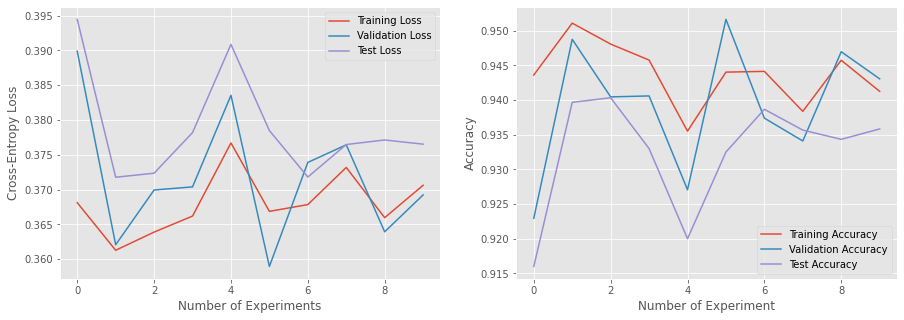 0.395
0.390
0.385
0.380
0.375
0.370
0.365
0.360
Cross-Entropy Loss
Training Loss
Validation Loss
Test Loss
0 2 4 6 8
Number of Experiments
0.950
0.945
0.940
0.935
0.930
0.925
0.920
0.915
Accuracy
Training Accuracy
Validation Accuracy
Test Accuracy
0 2 4 6 8
Number of Experiment